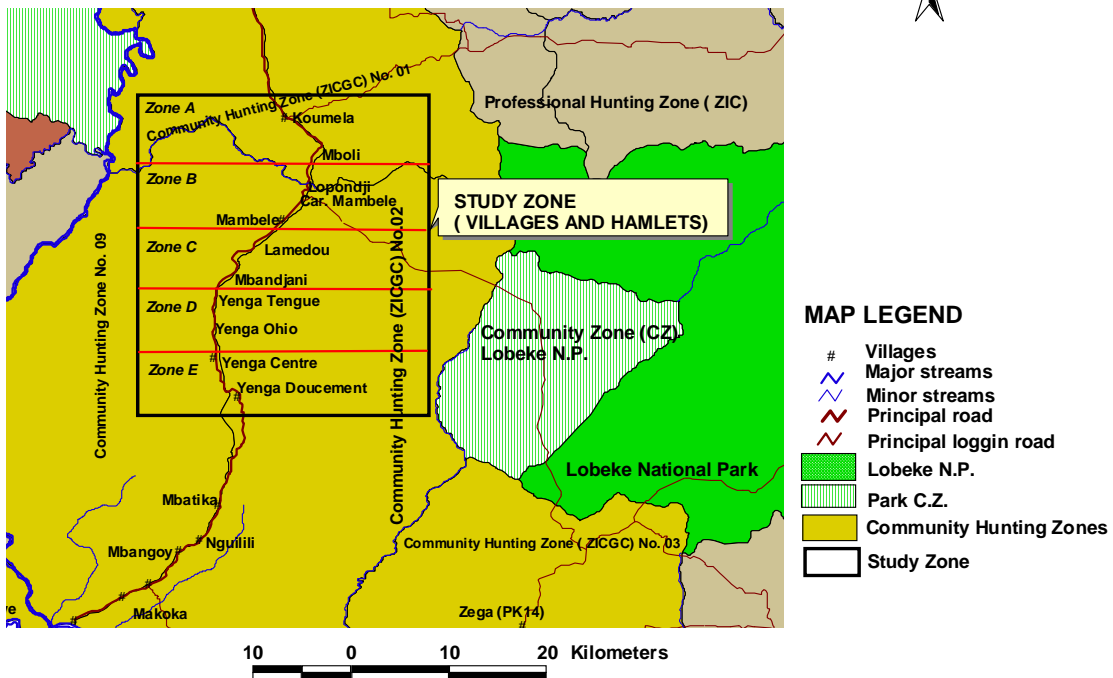 Zone A
Community Hunting Zone (ZICGC) No. 01
Koumela
Professional Hunting Zone ( ZIC)
Mboli
Zone B
Lopondji
Car. Mambele
Mambele
STUDY ZONE
( VILLAGES AND HAMLETS)
Zone C
Lamedou
Community Hunting Zone No. 09
Community Hunting Zone (ZICGC) No.02
Mbandjani
Zone D
Yenga Tengue
Yenga Ohio
Community Zone (CZ)
Lobeke N.P.
Yenga Centre
Zone E
Yenga Doucement
Lobeke National Park
Mbatika
Nguilili
Mbangoy
Community Hunting Zone ( ZICGC) No. 03
Makoka
Zega (PK14)
MAP LEGEND
# Villages
Major streams
Minor streams
Principal road
Principal loggin road
Lobeke N.P.
Park C.Z.
Community Hunting Zones
Study Zone
10 0 10 20 Kilometers